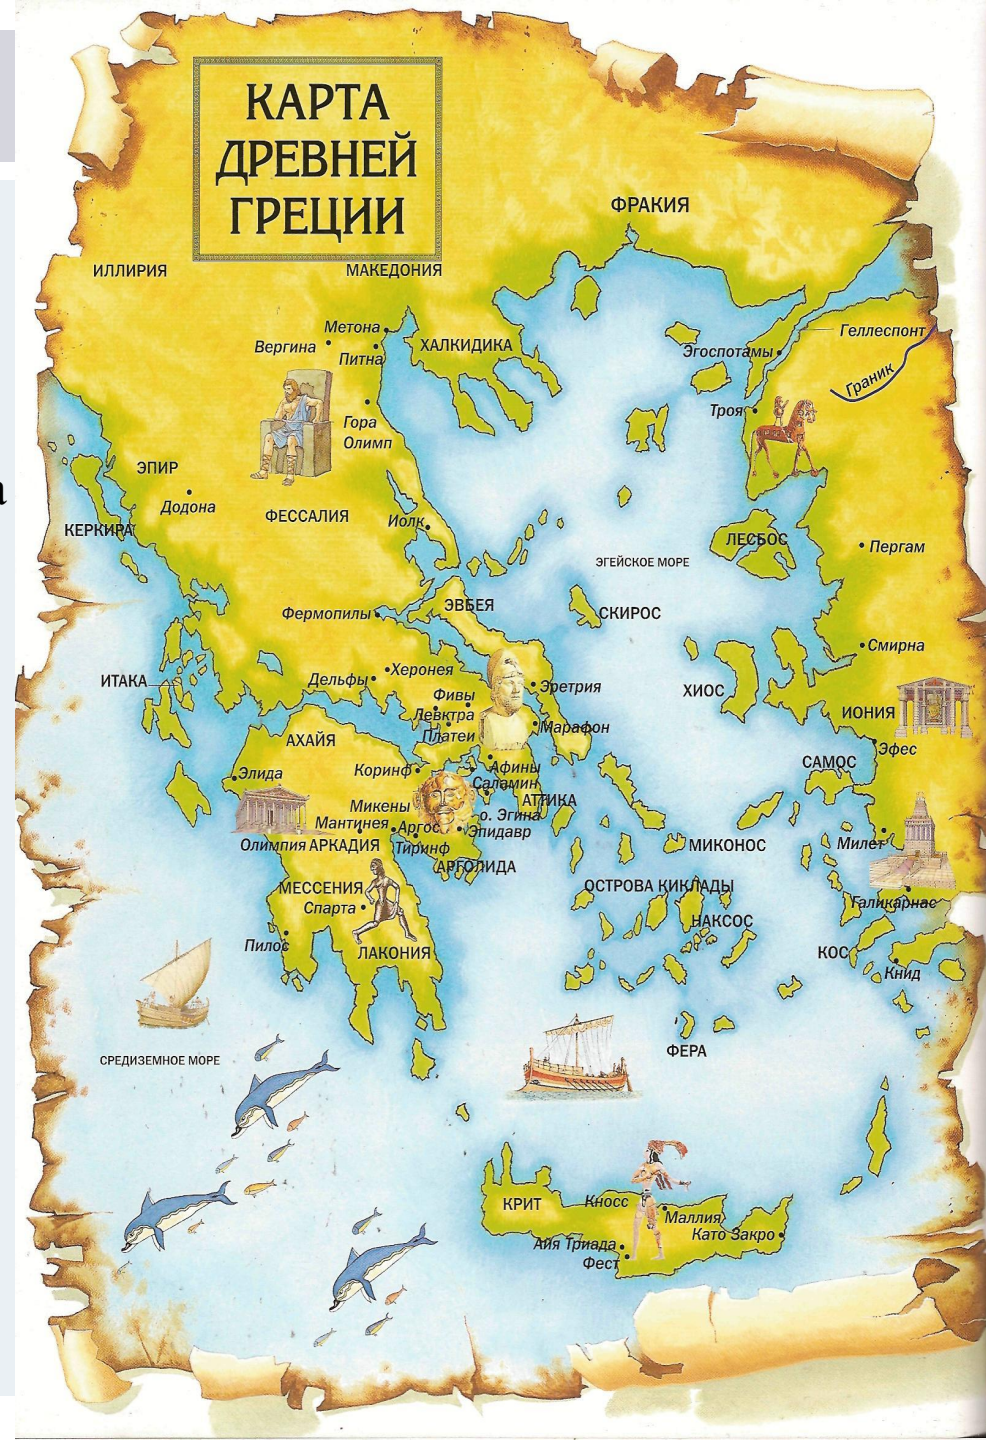 КАРТА
ДРЕВНЕЙ
ГРЕЦИИ
ФРАКИЯ
ИЛЛИРИЯ
МАКЕДОНИЯ
Метона
Вергина
Питна
ХАЛКИДИКА
Геллеспонт
Эгоспотамы
Граник
Троя
Гора
Олимп
ЭПИР
Додона
КЕРКИРА
ФЕССАЛИЯ
Иолк
ЛЕСБОС
Пергам
ЭГЕЙСКОЕ МОРЕ
ЭВБЕЯ
СКИРОС
Фермопилы
Смирна
ИТАКА
Дельфы
Херонея
Эретрия
ХИОС
Фивы
Левктра
Платеи
Марафон
ИОНИЯ
Эфес
АХАЙЯ
САМОС
Элида
Коринф
Афины
Саламин
АТТИКА
Микены
о. Эгина
Мантинея
Аргос
Эпидавр
Олимпия
АРКАДИЯ
Тиринф
МИКОНОС
Милет
АРГОЛИДА
МЕССЕНИЯ
ОСТРОВА КИКЛАДЫ
Спарта
Галикарнас
НАКСОС
Пилос
ЛАКОНИЯ
КОС
Книд
СРЕДИЗЕМНОЕ МОРЕ
ФЕРА
КРИТ
Кносс
Маллия
Като Закро
Айя Триада
Фест